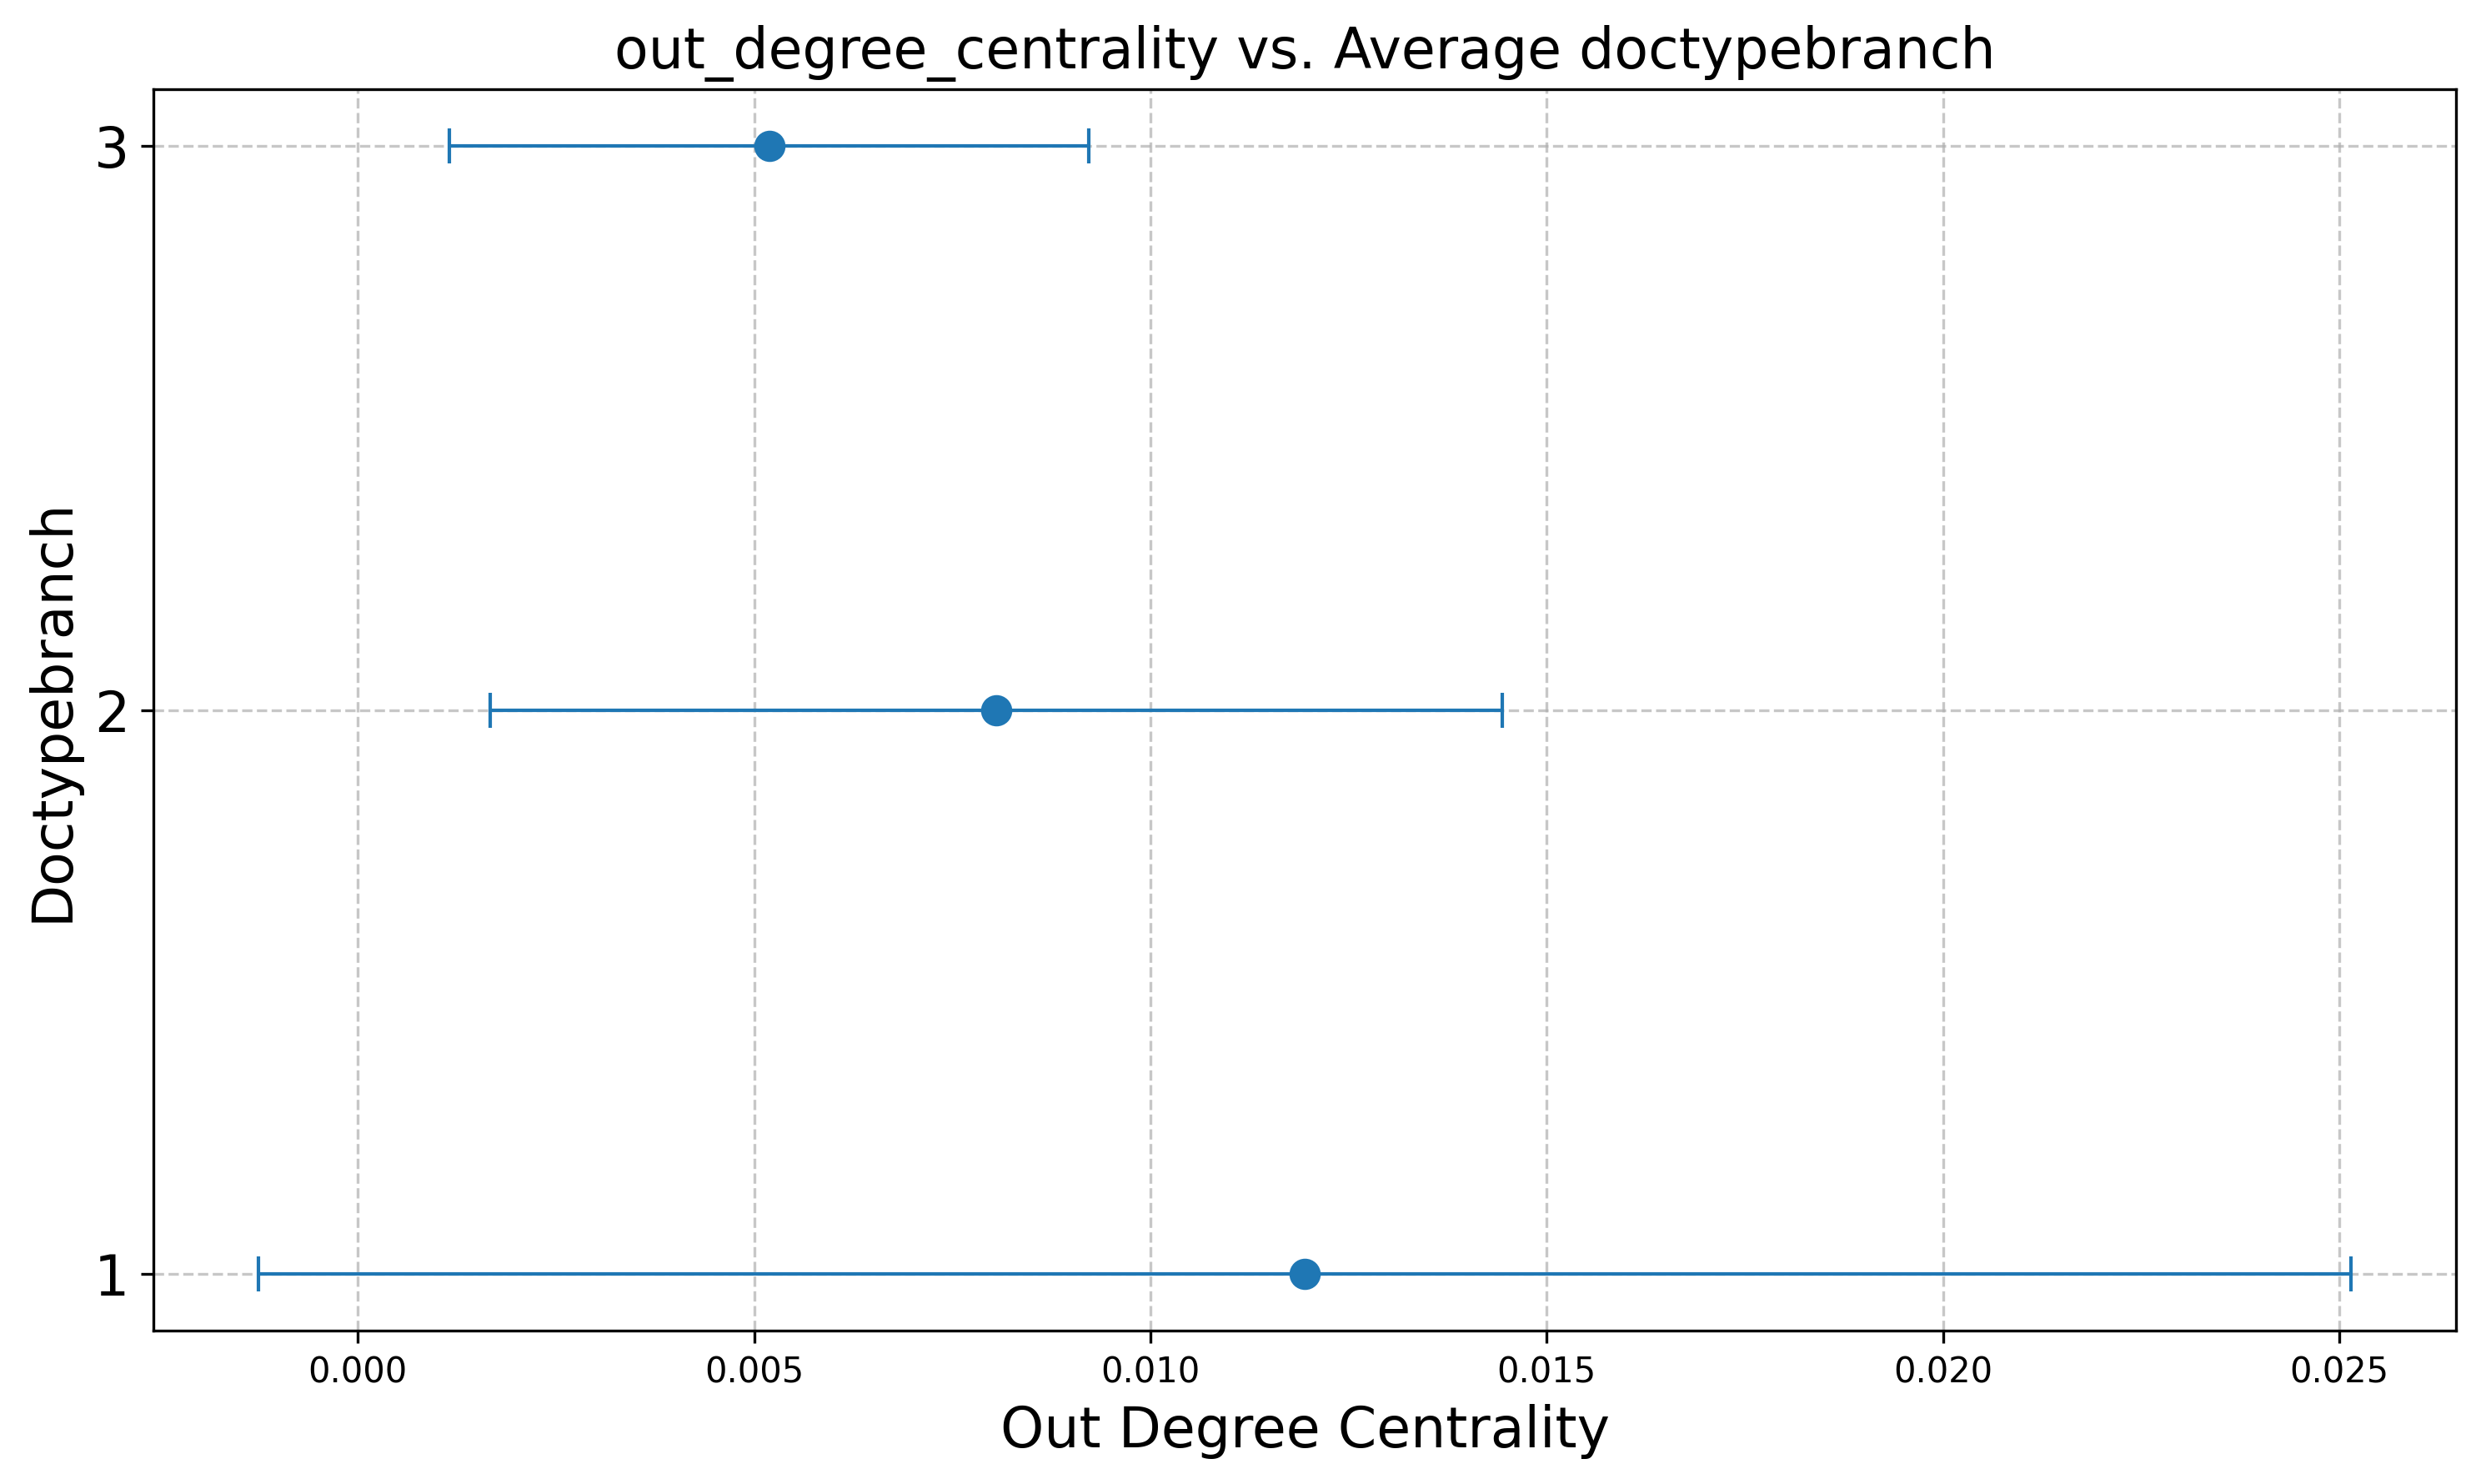 out_degree_centrality vs. Average doctypebranch
Doctypebranch
3
2
1
0.000 0.005 0.010 0.015 0.020 0.025
Out Degree Centrality